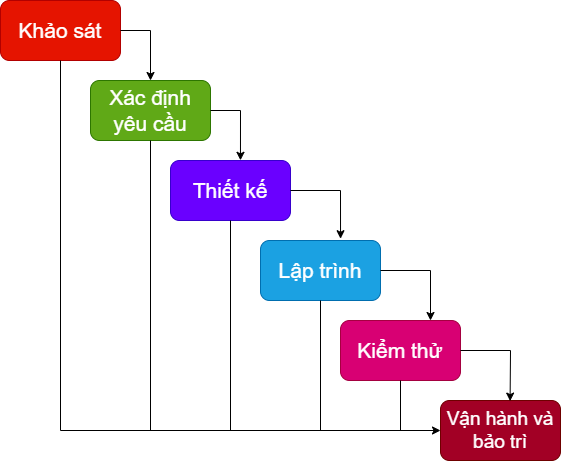 Khảo sát
Xác định
yêu cầu
Thiết kế
Lập trình
Kiểm thử
Vận hành và
bảo trì